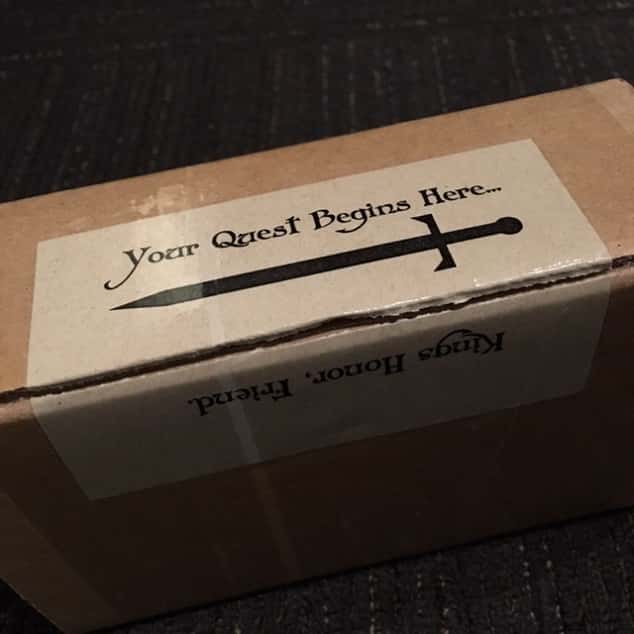 Your Quest Begins Here...
Kings Honor, Friend.